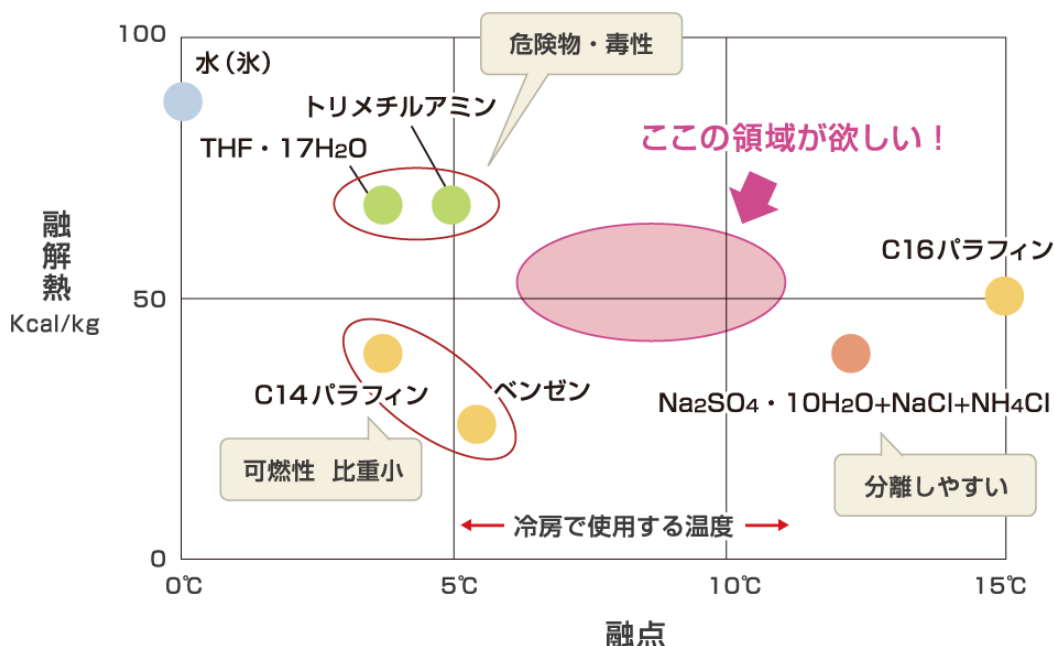 100
危険物・毒性
水(氷)
トリメチルアミン
THF・17H2O
ここの領域が欲しい!
融解熱
Kcal/kg
C16パラフィン
50
C14パラフィン
ベンゼン
Na2SO4・10H2O+NaCl+NH4Cl
可燃性 比重小
分離しやすい
冷房で使用する温度
0
0℃
5℃
10℃
15℃
融点